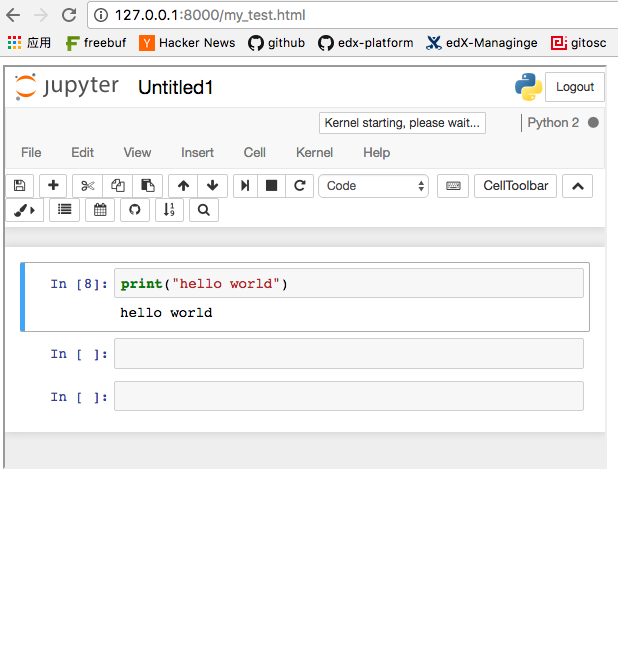 127.0.0.1:8000/my_test.html
应用 freebuf Hacker News github edx-platform edX-Managinge gitosc
jupyter Untitled1 Logout
Kernel starting, please wait... Python 2
File Edit View Insert Cell Kernel Help
Code CellToolbar
In [8]: print("hello world")
hello world
In [ ]:
In [ ]: